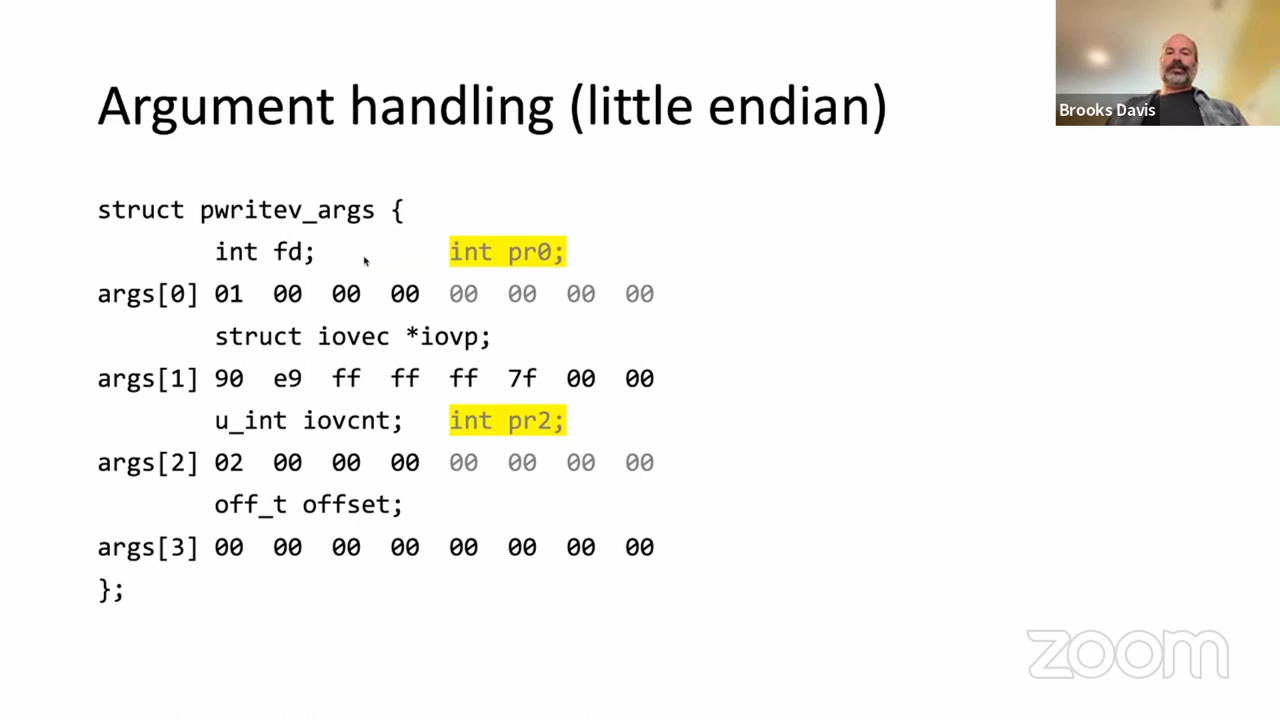 Argument handling (little endian)
Brooks Davis
struct pwritev_args {
int fd; int pr0;
args[0] 01 00 00 00 00 00 00 00
struct iovec *iovp;
args[1] 90 e9 ff ff ff 7f 00 00
u_int iovcnt; int pr2;
args[2] 02 00 00 00 00 00 00 00
off_t offset;
args[3] 00 00 00 00 00 00 00 00
};
zoom